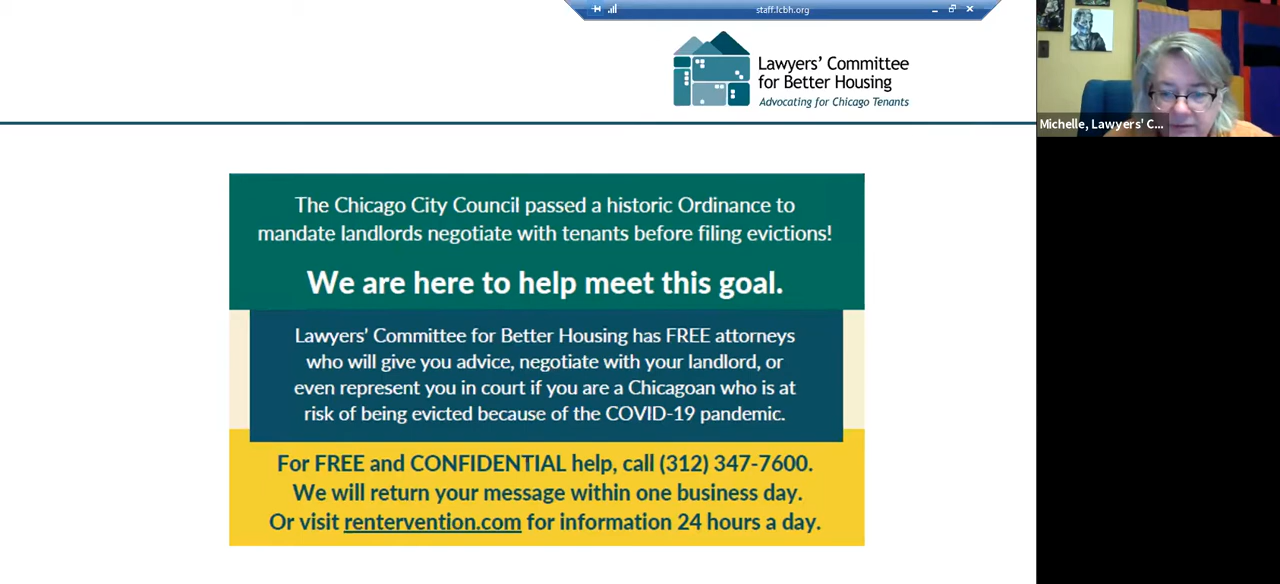 staff.lcbh.org
Lawyers' Committee
for Better Housing
Advocating for Chicago Tenants
Michelle, Lawyers' C...
The Chicago City Council passed a historic Ordinance to
mandate landlords negotiate with tenants before filing evictions!
We are here to help meet this goal.
Lawyers' Committee for Better Housing has FREE attorneys
who will give you advice, negotiate with your landlord, or
even represent you in court if you are a Chicagoan who is at
risk of being evicted because of the COVID-19 pandemic.
For FREE and CONFIDENTIAL help, call (312) 347-7600.
We will return your message within one business day.
Or visit rentervention.com for information 24 hours a day.